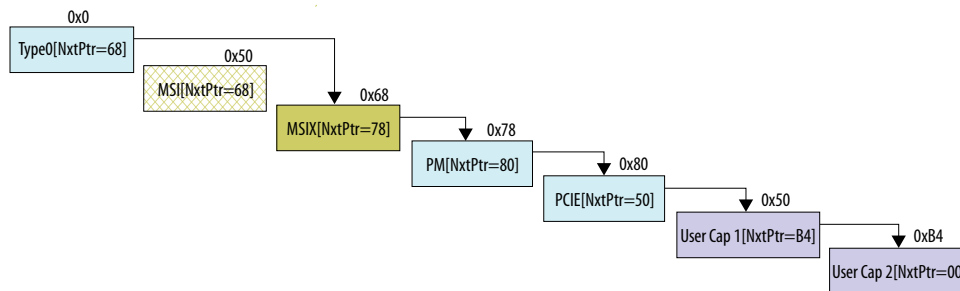 0x0
Type0[NxtPtr=68]
0x50
MSI[NxtPtr=68]
0x68
MSIX[NxtPtr=78]
0x78
PM[NxtPtr=80]
0x80
PCIE[NxtPtr=50]
0x50
User Cap 1[NxtPtr=B4]
0xB4
User Cap 2[NxtPtr=00